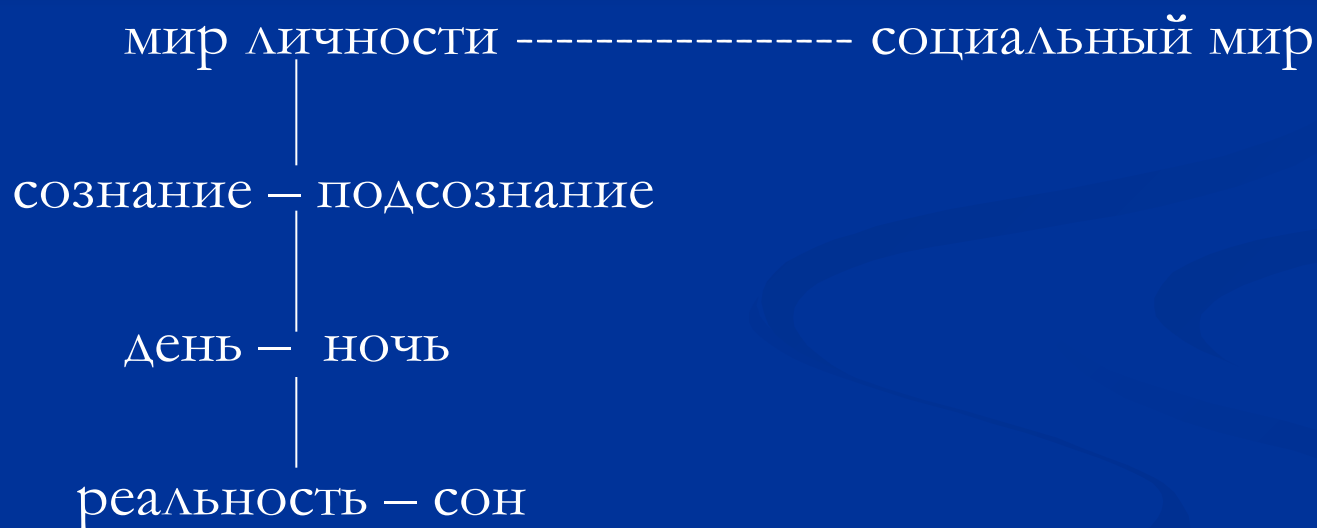 мир личности ----------------- социальный мир
сознание – подсознание
день – ночь
реальность – сон